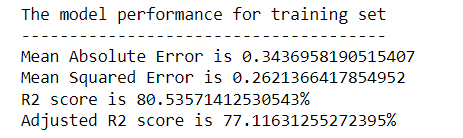 The model performance for training set
--------------------------------------
Mean Absolute Error is 0.3436958190515407
Mean Squared Error is 0.2621366417854952
R2 score is 80.53571412530543%
Adjusted R2 score is 77.11631255272395%